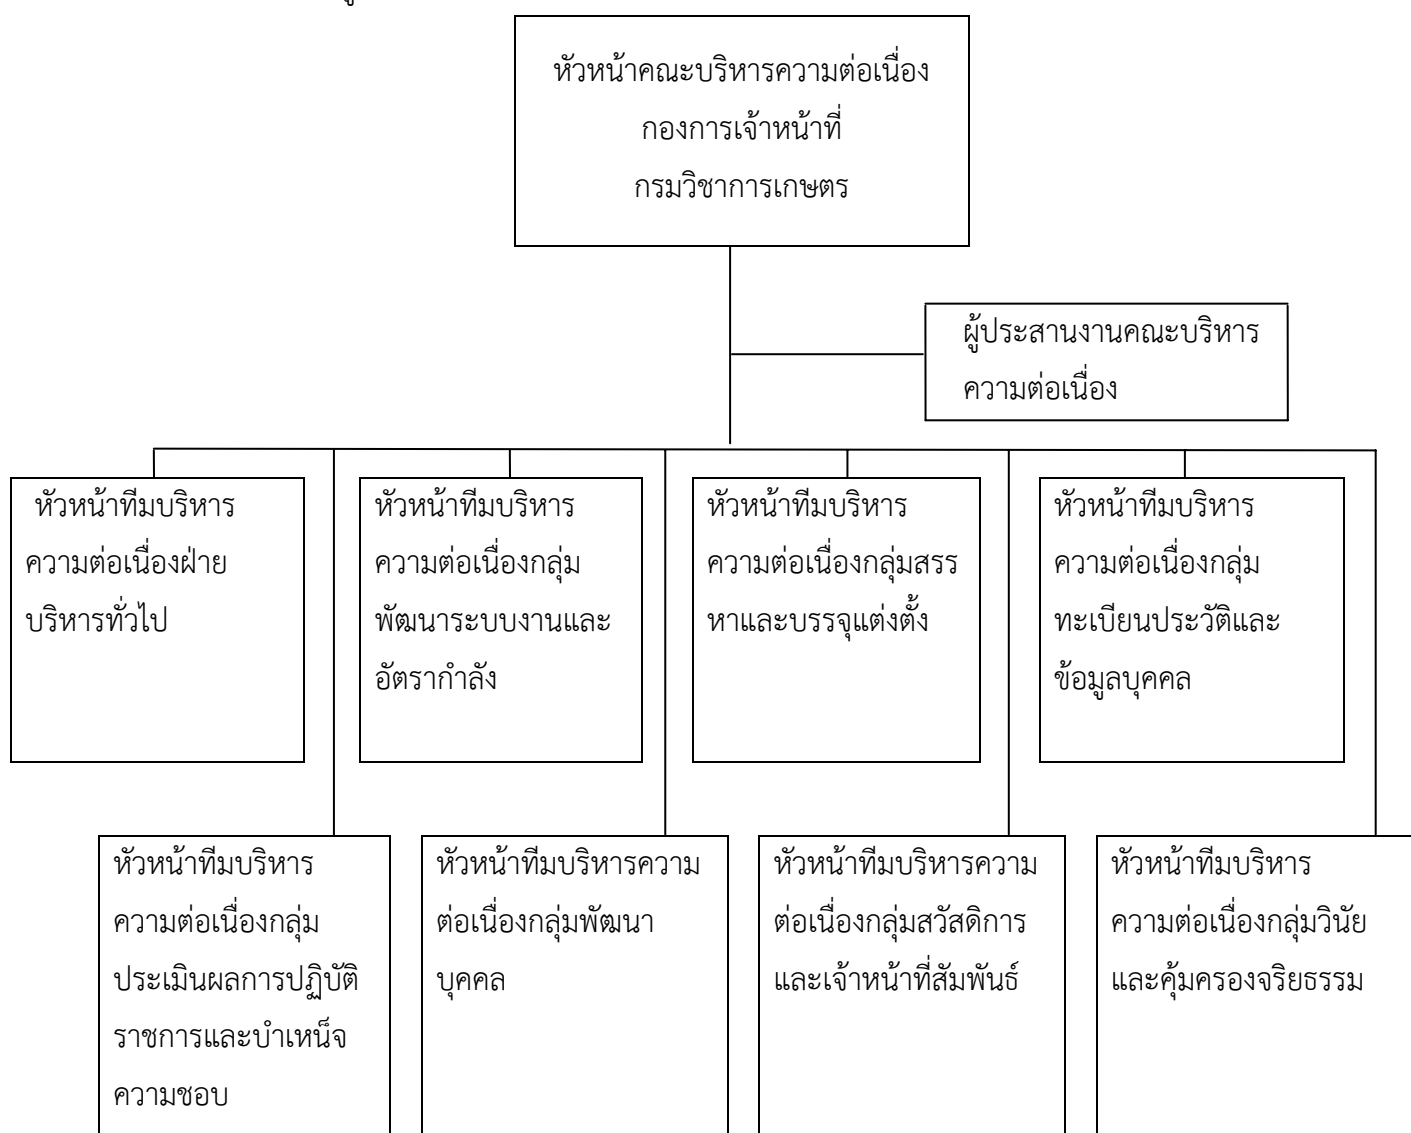 หัวหน้าคณะบริหารความต่อเนื่อง
กองการเจ้าหน้าที่
กรมวิชาการเกษตร
ผู้ประสานงานคณะบริหาร
ความต่อเนื่อง
หัวหน้าทีมบริหาร
ความต่อเนื่องฝ่าย
บริหารทั่วไป
หัวหน้าทีมบริหาร
ความต่อเนื่องกลุ่ม
พัฒนาระบบงานและ
อัตรากำลัง
หัวหน้าทีมบริหาร
ความต่อเนื่องกลุ่มสรร
หาและบรรจุแต่งตั้ง
หัวหน้าทีมบริหาร
ความต่อเนื่องกลุ่ม
ทะเบียนประวัติและ
ข้อมูลบุคคล
หัวหน้าทีมบริหาร
ความต่อเนื่องกลุ่ม
ประเมินผลการปฏิบัติ
ราชการและบำเหน็จ
ความชอบ
หัวหน้าทีมบริหารความ
ต่อเนื่องกลุ่มพัฒนา
บุคคล
หัวหน้าทีมบริหารความ
ต่อเนื่องกลุ่มสวัสดิการ
และเจ้าหน้าที่สัมพันธ์
หัวหน้าทีมบริหาร
ความต่อเนื่องกลุ่มวินัย
และคุ้มครองจริยธรรม